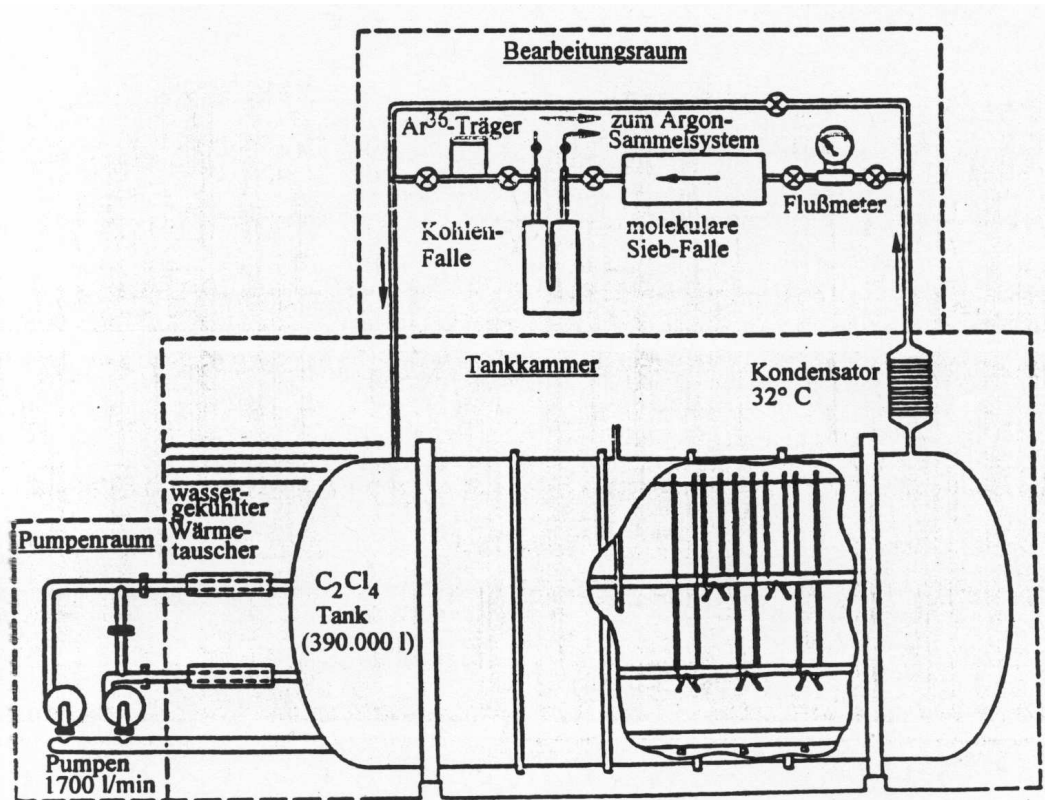 Bearbeitungsraum
Ar³⁶-Träger
zum Argon-
Sammelsystem
Flußmeter
Kohlen-
Falle
molekulare
Sieb-Falle
Tankkammer
Kondensator
32° C
wasser-
gekühlter
Wärme-
tauscher
Pumpenraum
C₂Cl₄
Tank
(390.000 l)
Pumpen
1700 l/min